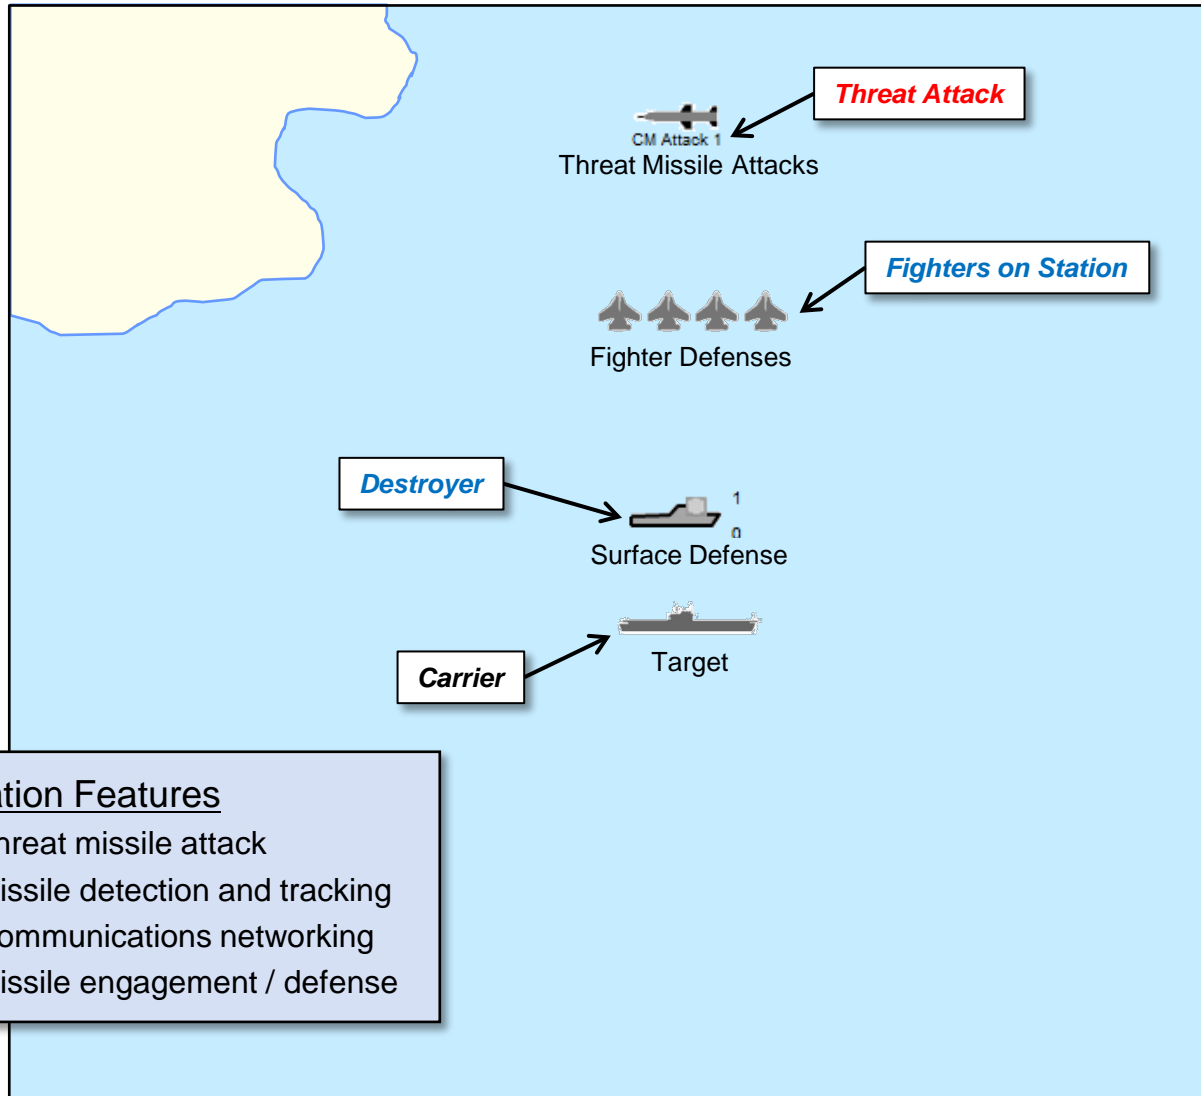 Threat Attack
CM Attack 1
Threat Missile Attacks
Fighters on Station
Fighter Defenses
Destroyer
1
0
Surface Defense
Carrier
Target
ation Features
hreat missile attack
issile detection and tracking
ommunications networking
issile engagement / defense